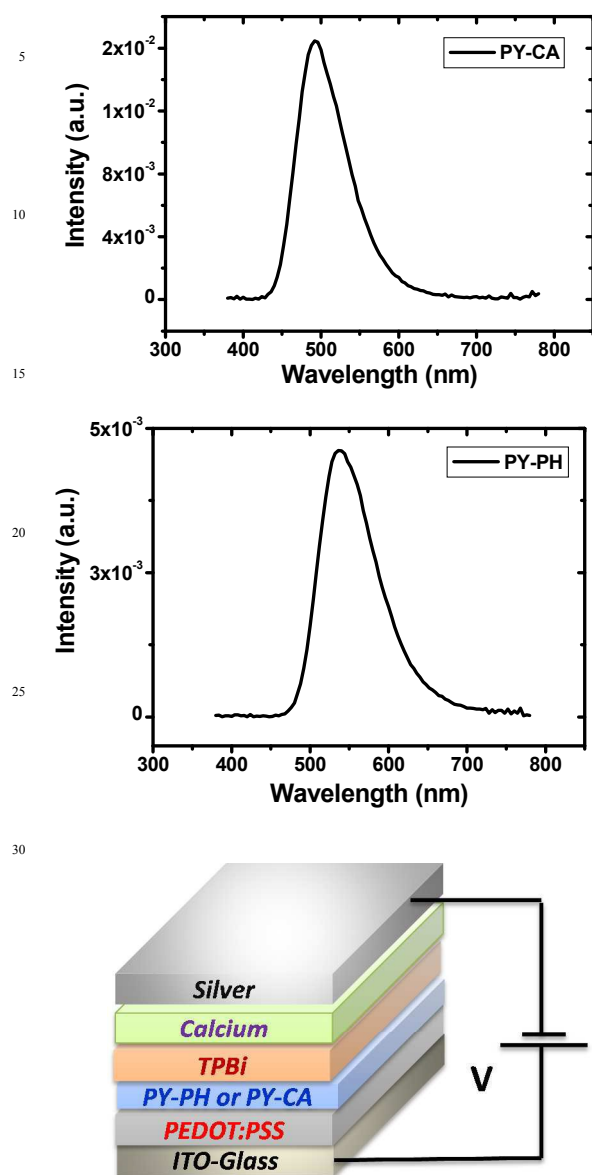 5
2x10⁻²
1x10⁻²
8x10⁻³
4x10⁻³
0
Intensity (a.u.)
PY-CA
10
300 400 500 600 700 800
Wavelength (nm)
15
5x10⁻³
3x10⁻³
0
Intensity (a.u.)
PY-PH
20
25
300 400 500 600 700 800
Wavelength (nm)
30
Silver
Calcium
TPBi
PY-PH or PY-CA
PEDOT:PSS
ITO-Glass
V